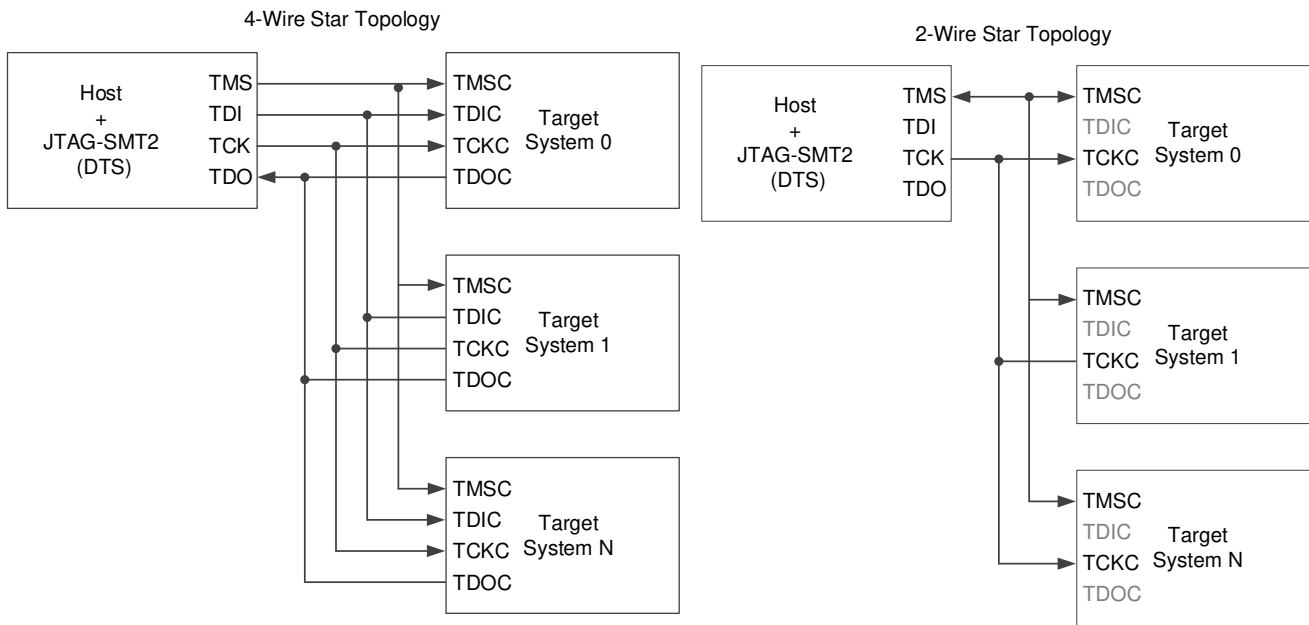 4-Wire Star Topology
Host
+
JTAG-SMT2
(DTS)
TMS
TDI
TCK
TDO
TMSC
TDIC
TCKC
TDOC
Target
System 0
TMSC
TDIC
TCKC
TDOC
Target
System 1
TMSC
TDIC
TCKC
TDOC
Target
System N
2-Wire Star Topology
Host
+
JTAG-SMT2
(DTS)
TMS
TDI
TCK
TDO
TMSC
TDIC
TCKC
TDOC
Target
System 0
TMSC
TDIC
TCKC
TDOC
Target
System 1
TMSC
TDIC
TCKC
TDOC
Target
System N